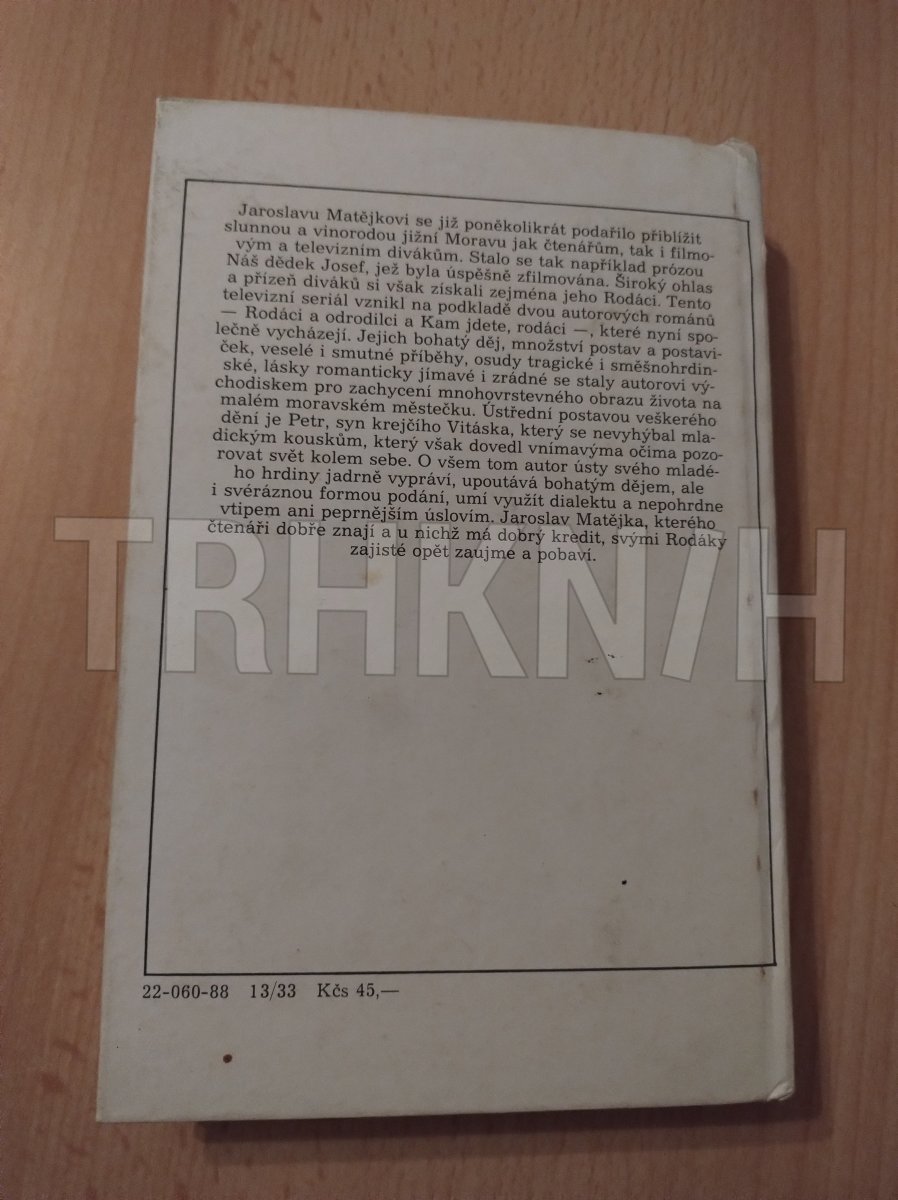 Jaroslavu Matějkovi se již poněkolikrát podařilo přiblížit
slunnou a vinorodou jižní Moravu jak čtenářům, tak i filmo-
vým a televizním divákům. Stalo se tak například prózou
Náš dědek Josef, jež byla úspěšně zfilmována. Široký ohlas
a přízeň diváků si však získali zejména jeho Rodáci. Tento
televizní seriál vznikl na podkladě dvou autorových románů
— Rodáci a odrodilci a Kam jdete, rodáci —, které nyní spo-
lečně vycházejí. Jejich bohatý děj, množství postav a postavi-
ček, veselé i smutné příběhy, osudy tragické i směšnohrdin-
ské, lásky romanticky jímavé i zrádné se staly autorovi vý-
chodiskem pro zachycení mnohovrstevného obrazu života na
malém moravském městečku. Ústřední postavou veškerého
dění je Petr, syn krejčího Vitáska, který se nevyhýbal mla-
dickým kouskům, který však dovedl vnímavýma očima pozo-
rovat svět kolem sebe. O všem tom autor ústy svého mladé-
ho hrdiny jadrně vypráví, upoutává bohatým dějem, ale
i svéráznou formou podání, umí využít dialektu a nepohrdne
vtipem ani peprnějším úslovím. Jaroslav Matějka, kterého
čtenáři dobře znají a u nichž má dobrý kredit, svými Rodáky
zajisté opět zaujme a pobaví.
TRHKNIH
22-060-88 13/33 Kčs 45,—